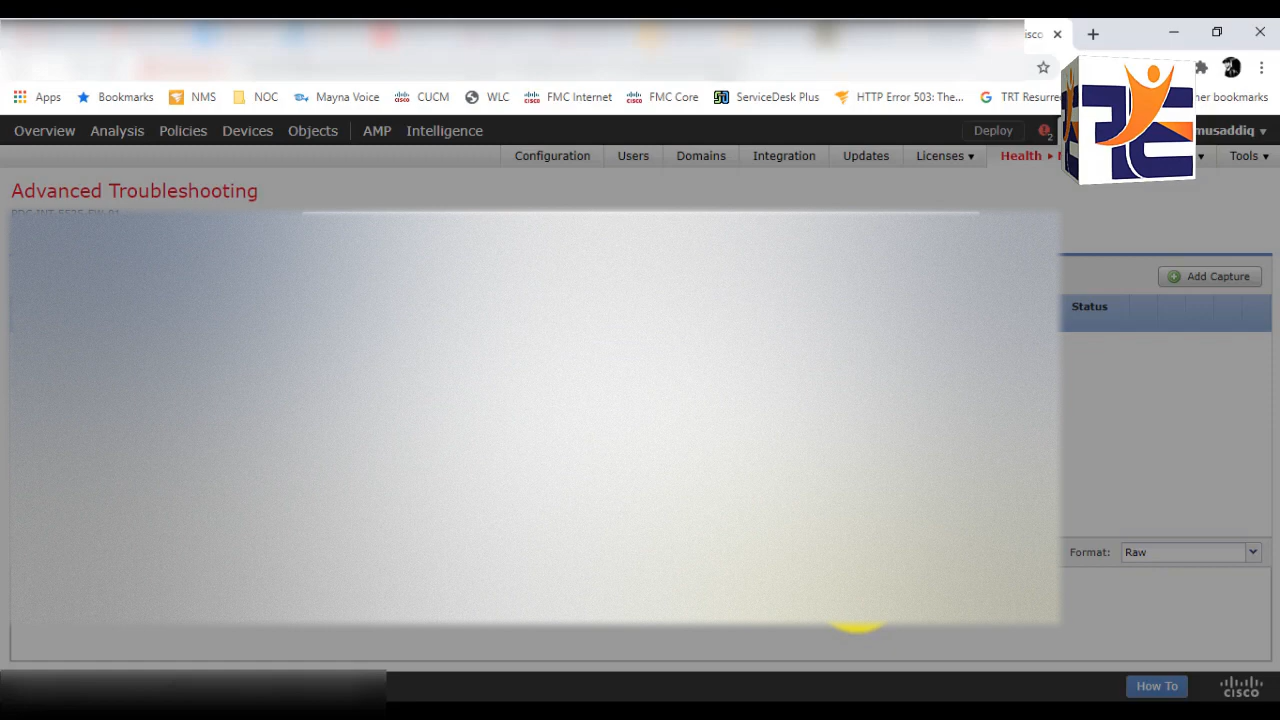 isco
Apps Bookmarks NMS NOC Mayna Voice CUCM WLC FMC Internet FMC Core ServiceDesk Plus HTTP Error 503: The... TRT Resurre her bookmarks
Overview Analysis Policies Devices Objects AMP Intelligence Deploy 2 musaddiq
Configuration Users Domains Integration Updates Licenses Health Tools
Advanced Troubleshooting
Add Capture
Status
Format: Raw
How To
cisco